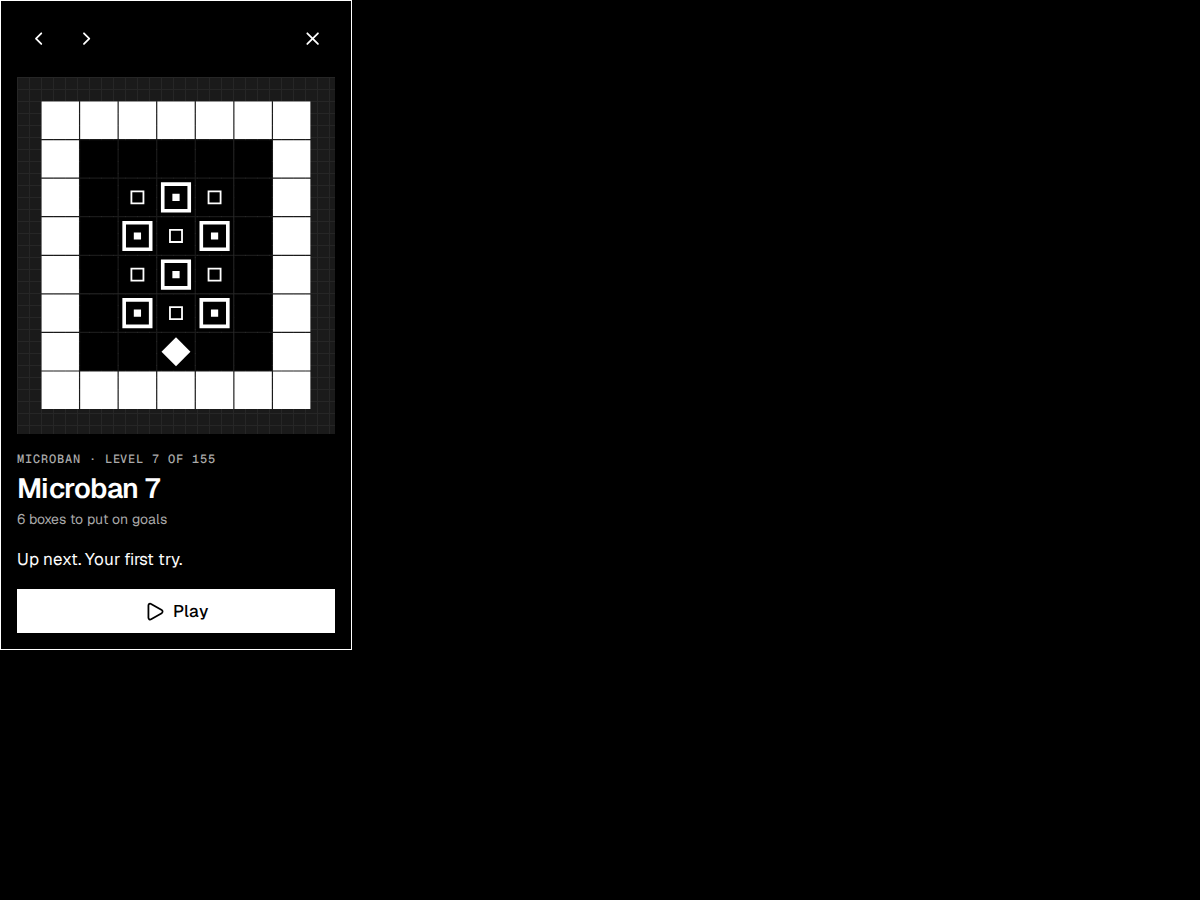 MICROBAN · LEVEL 7 OF 155
Microban 7
6 boxes to put on goals
Up next. Your first try.
Play